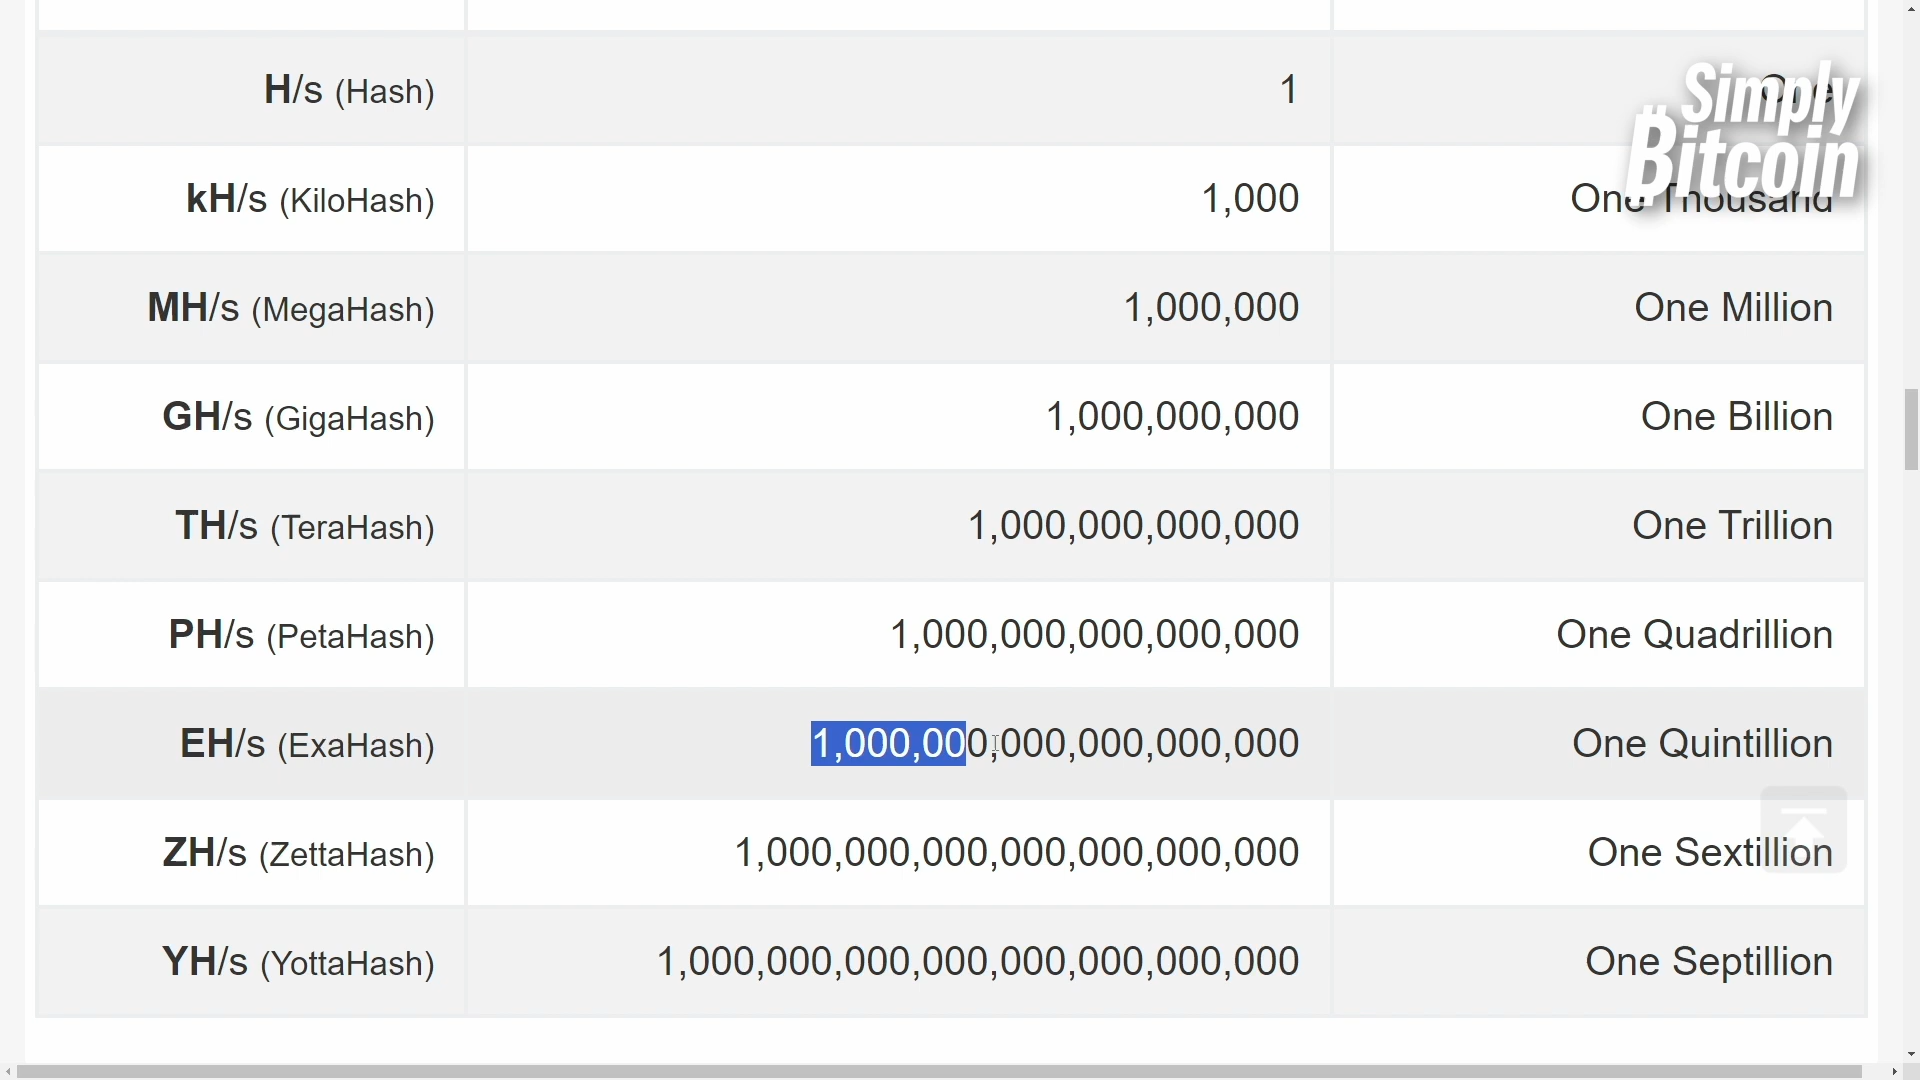 H/s (Hash) 1 One
kH/s (KiloHash) 1,000 One Thousand
MH/s (MegaHash) 1,000,000 One Million
GH/s (GigaHash) 1,000,000,000 One Billion
TH/s (TeraHash) 1,000,000,000,000 One Trillion
PH/s (PetaHash) 1,000,000,000,000,000 One Quadrillion
EH/s (ExaHash) 1,000,000,000,000,000,000 One Quintillion
ZH/s (ZettaHash) 1,000,000,000,000,000,000,000 One Sextillion
YH/s (YottaHash) 1,000,000,000,000,000,000,000,000 One Septillion
Simply
Bitcoin